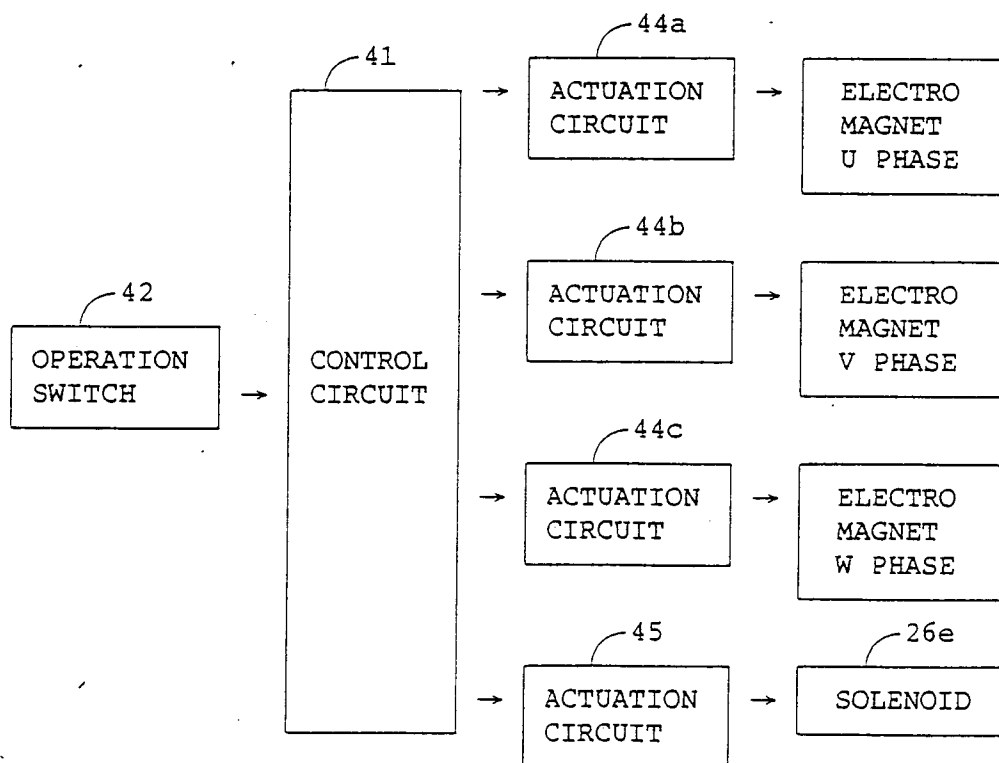 44a
41
ACTUATION
CIRCUIT
ELECTRO
MAGNET
U PHASE
44b
42
ACTUATION
CIRCUIT
ELECTRO
MAGNET
V PHASE
OPERATION
SWITCH
CONTROL
CIRCUIT
44c
ACTUATION
CIRCUIT
ELECTRO
MAGNET
W PHASE
45
26e
ACTUATION
CIRCUIT
SOLENOID